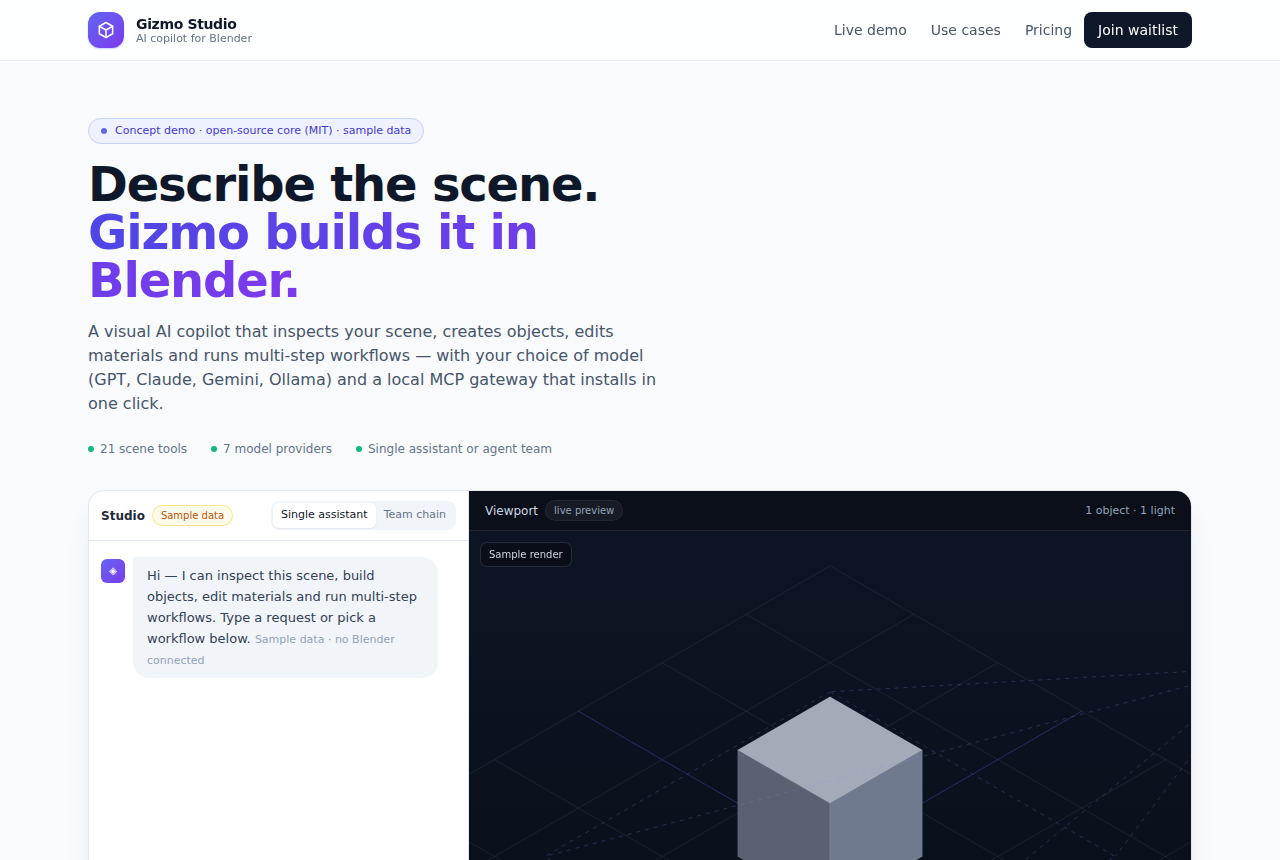 Gizmo Studio
AI copilot for Blender
Live demo
Use cases
Pricing
Join waitlist
Concept demo · open-source core (MIT) · sample data
Describe the scene.
Gizmo builds it in
Blender.
A visual AI copilot that inspects your scene, creates objects, edits
materials and runs multi-step workflows — with your choice of model
(GPT, Claude, Gemini, Ollama) and a local MCP gateway that installs in
one click.
21 scene tools
7 model providers
Single assistant or agent team
Studio
Sample data
Single assistant
Team chain
Hi — I can inspect this scene, build
objects, edit materials and run multi-step
workflows. Type a request or pick a
workflow below. Sample data · no Blender
connected
Viewport
live preview
1 object · 1 light
Sample render